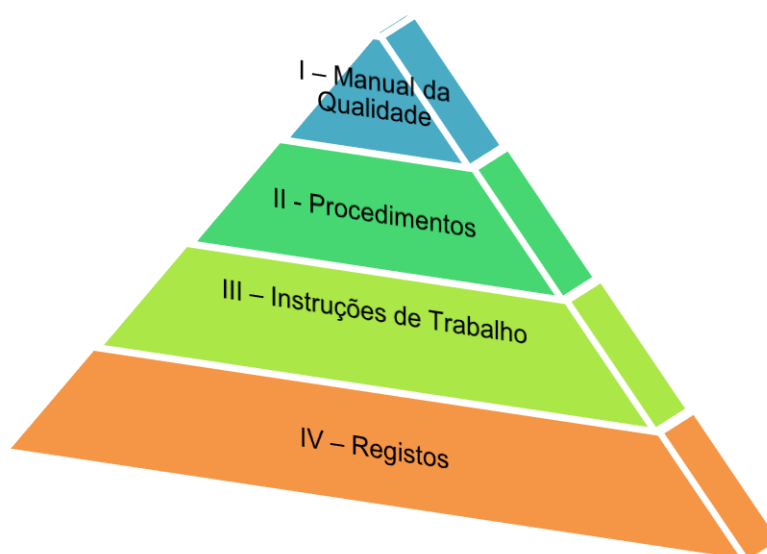 I – Manual da
Qualidade
II - Procedimentos
III – Instruções de Trabalho
IV – Registos